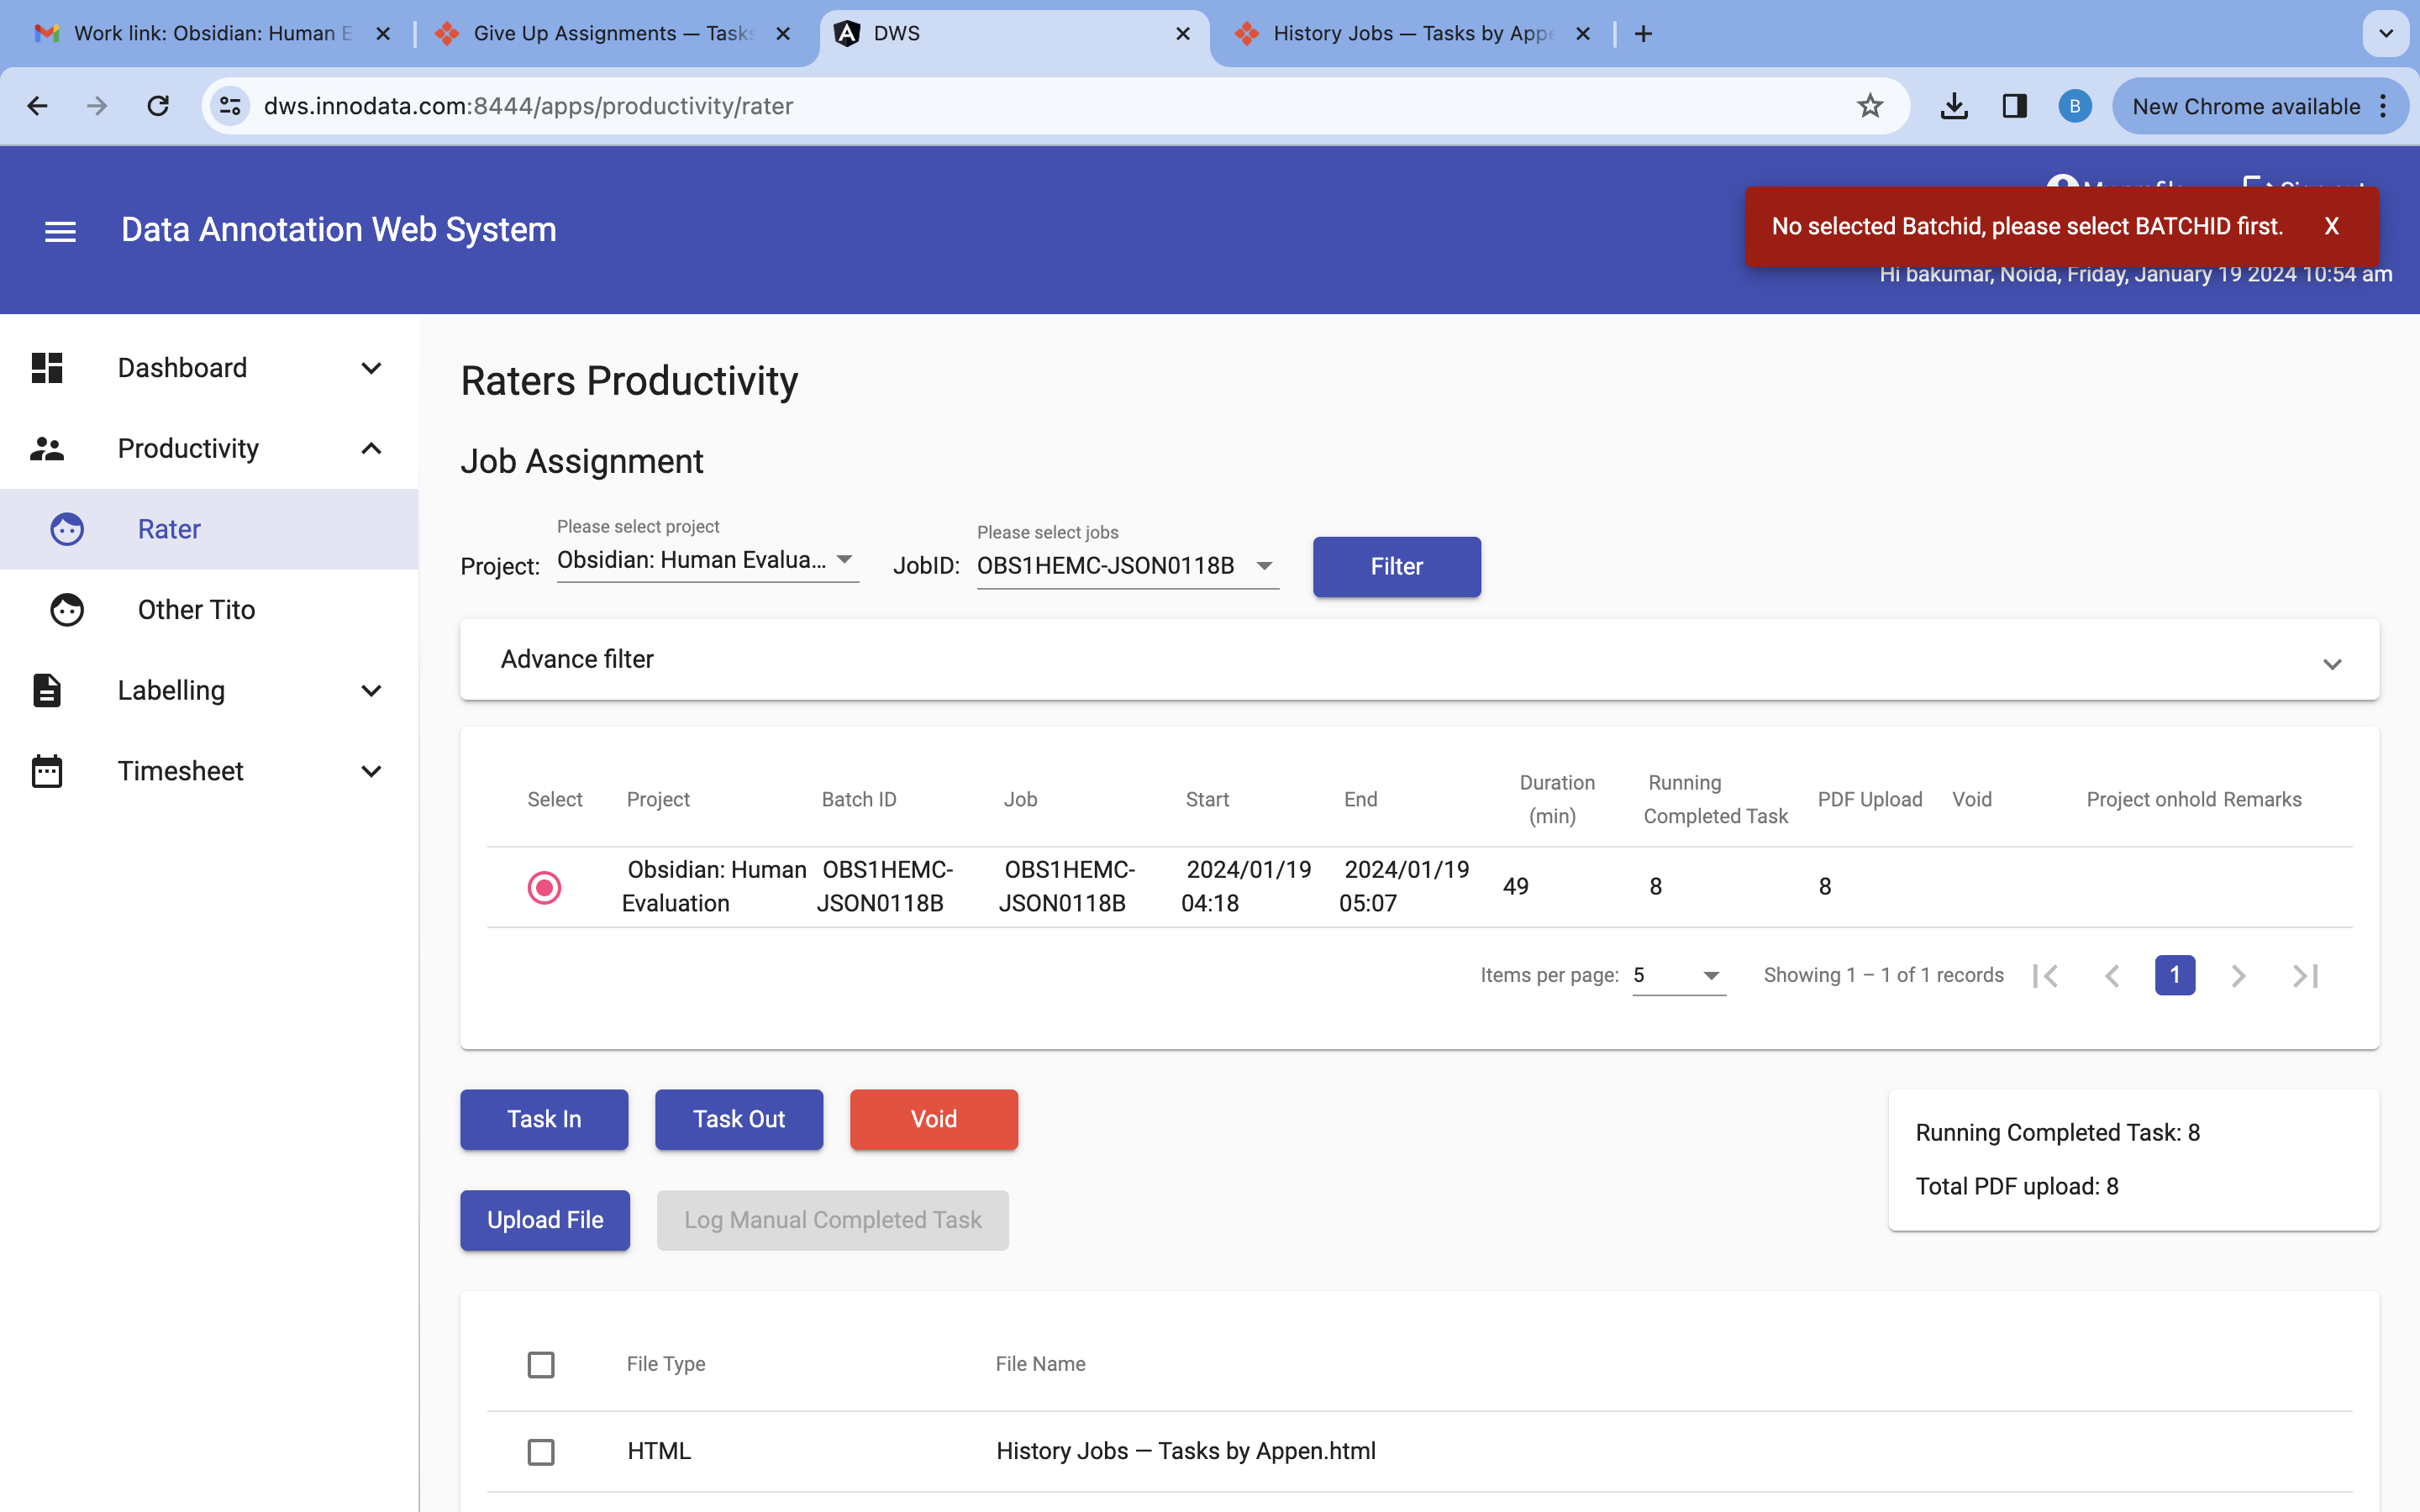 Work link: Obsidian: Human E
Give Up Assignments — Tasks
DWS
History Jobs — Tasks by Appe
dws.innodata.com:8444/apps/productivity/rater
B
New Chrome available
Data Annotation Web System
No selected Batchid, please select BATCHID first.
X
Hi bakumar, Noida, Friday, January 19 2024 10:54 am
Dashboard
Productivity
Rater
Other Tito
Labelling
Timesheet
Raters Productivity
Job Assignment
Project:
Please select project
Obsidian: Human Evalua...
JobID:
Please select jobs
OBS1HEMC-JSON0118B
Filter
Advance filter
Select Project Batch ID Job Start End Duration (min) Running Completed Task PDF Upload Void Project onhold Remarks
Obsidian: Human OBS1HEMC- OBS1HEMC- 2024/01/19 2024/01/19 49 8 8
Evaluation JSON0118B JSON0118B 04:18 05:07
Items per page: 5 Showing 1 – 1 of 1 records 1
Task In
Task Out
Void
Running Completed Task: 8
Total PDF upload: 8
Upload File
Log Manual Completed Task
File Type File Name
HTML History Jobs — Tasks by Appen.html